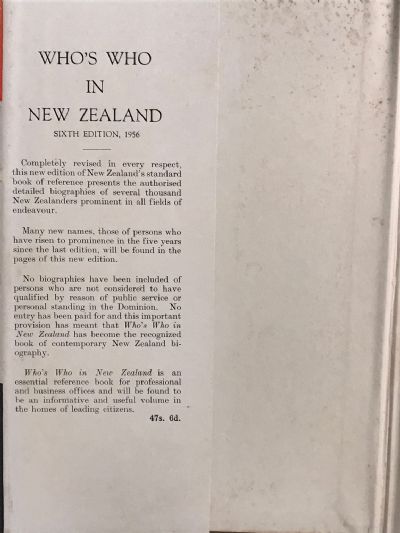 WHO'S WHO
IN
NEW ZEALAND
SIXTH EDITION, 1956
Completely revised in every respect,
this new edition of New Zealand's standard
book of reference presents the authorised
detailed biographies of several thousand
New Zealanders prominent in all fields of
endeavour.
Many new names, those of persons who
have risen to prominence in the five years
since the last edition, will be found in the
pages of this new edition.
No biographies have been included of
persons who are not considered to have
qualified by reason of public service or
personal standing in the Dominion. No
entry has been paid for and this important
provision has meant that Who's Who in
New Zealand has become the recognized
book of contemporary New Zealand bi-
ography.
Who's Who in New Zealand is an
essential reference book for professional
and business offices and will be found to
be an informative and useful volume in
the homes of leading citizens.
47s. 6d.